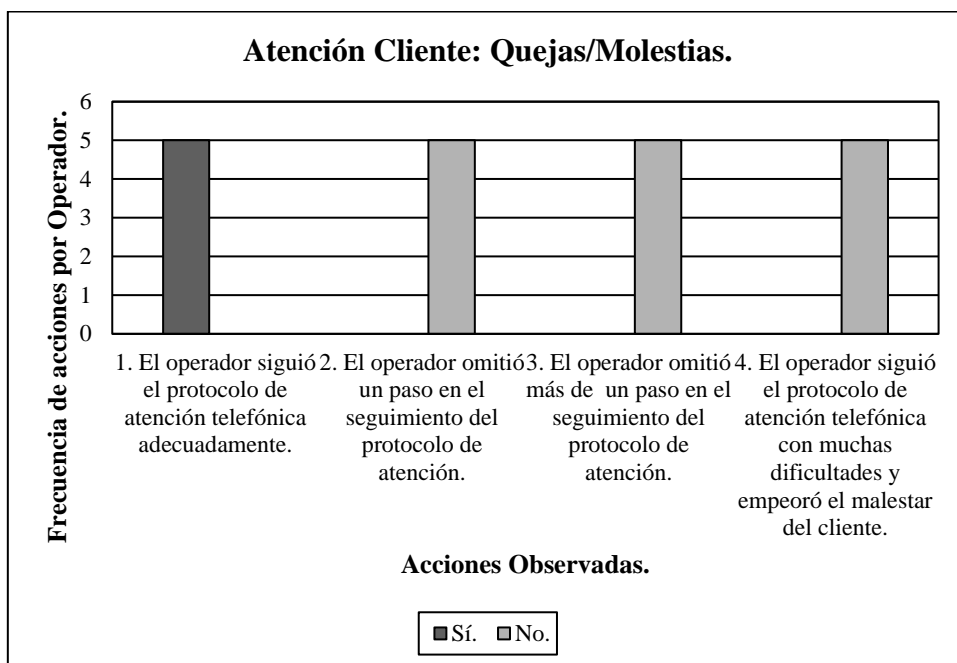 Atención Cliente: Quejas/Molestias.
Frecuencia de acciones por Operador.
6
5
4
3
2
1
0
1. El operador siguió
el protocolo de
atención telefónica
adecuadamente.
2. El operador omitió
un paso en el
seguimiento del
protocolo de
atención.
3. El operador omitió
más de un paso en el
seguimiento del
protocolo de
atención.
4. El operador siguió
el protocolo de
atención telefónica
con muchas
dificultades y
empeoró el malestar
del cliente.
Acciones Observadas.
Sí. No.